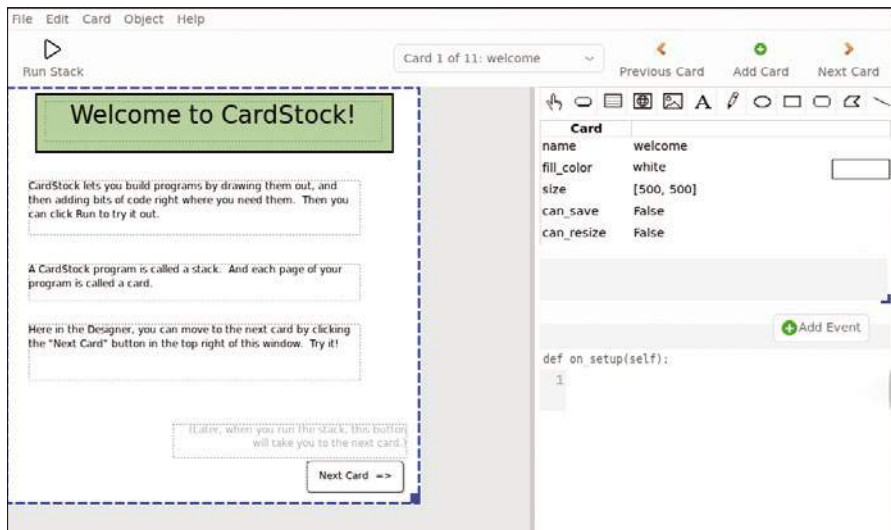 File Edit Card Object Help
Run Stack
Card 1 of 11: welcome
Previous Card
Add Card
Next Card
Welcome to CardStock!
CardStock lets you build programs by drawing them out, and
then adding bits of code right where you need them. Then you
can click Run to try it out.
A CardStock program is called a stack. And each page of your
program is called a card.
Here in the Designer, you can move to the next card by clicking
the "Next Card" button in the top right of this window. Try it!
(Later, when you run the stack, this button
will take you to the next card.)
Next Card =>
A
Card
name welcome
fill_color white
size [500, 500]
can_save False
can_resize False
Add Event
def on_setup(self):
1